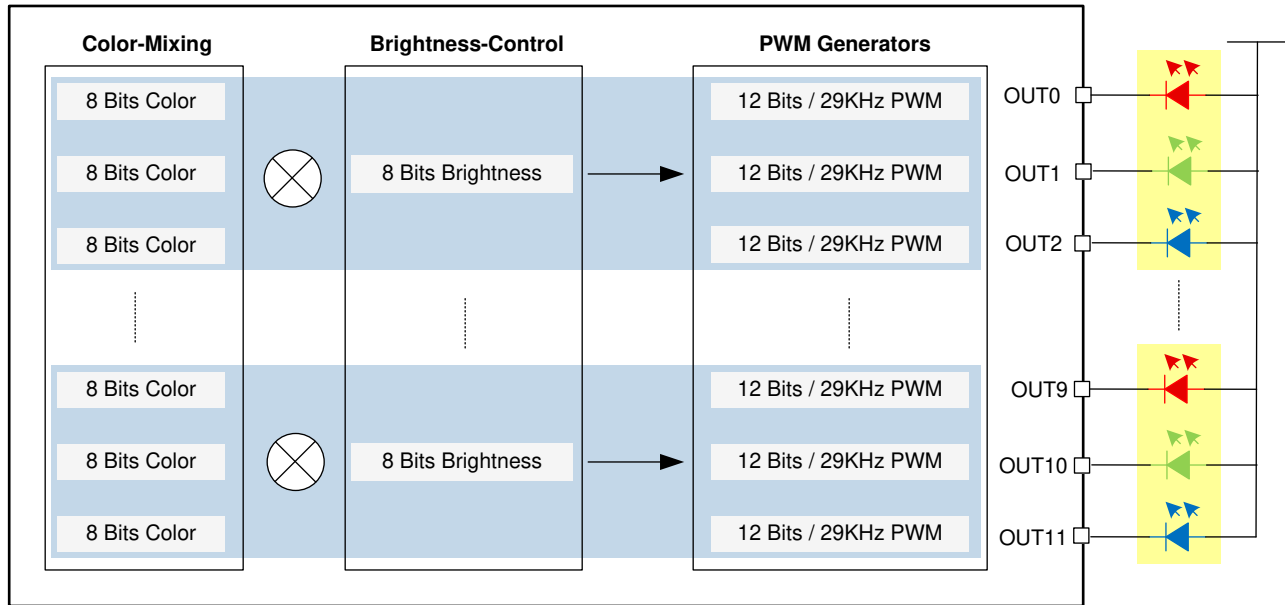 Color-Mixing
Brightness-Control
PWM Generators
8 Bits Color
12 Bits / 29KHz PWM
OUT0
8 Bits Color
8 Bits Brightness
12 Bits / 29KHz PWM
OUT1
8 Bits Color
12 Bits / 29KHz PWM
OUT2
8 Bits Color
12 Bits / 29KHz PWM
OUT9
8 Bits Color
8 Bits Brightness
12 Bits / 29KHz PWM
OUT10
8 Bits Color
12 Bits / 29KHz PWM
OUT11